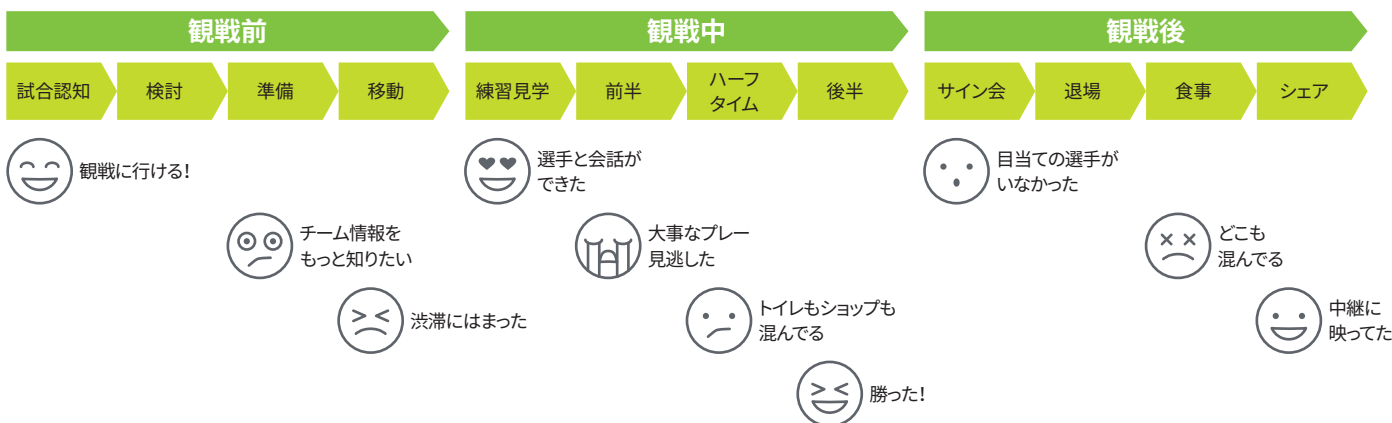 観戦前
観戦中
観戦後
試合認知
検討
準備
移動
練習見学
前半
ハーフ
タイム
後半
サイン会
退場
食事
シェア
観戦に行ける！
選手と会話が
できた
目当ての選手が
いなかった
チーム情報を
もっと知りたい
大事なプレー
見逃した
どこも
混んでる
渋滞にはまった
トイレもショップも
混んでる
中継に
映ってた
勝った！